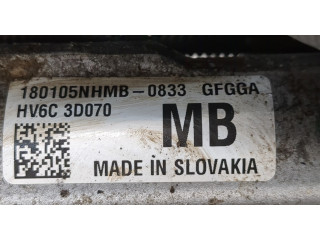 180105NHMB-0833 GFGGA
HV6C 3D070
MB
MADE IN SLOVAKIA